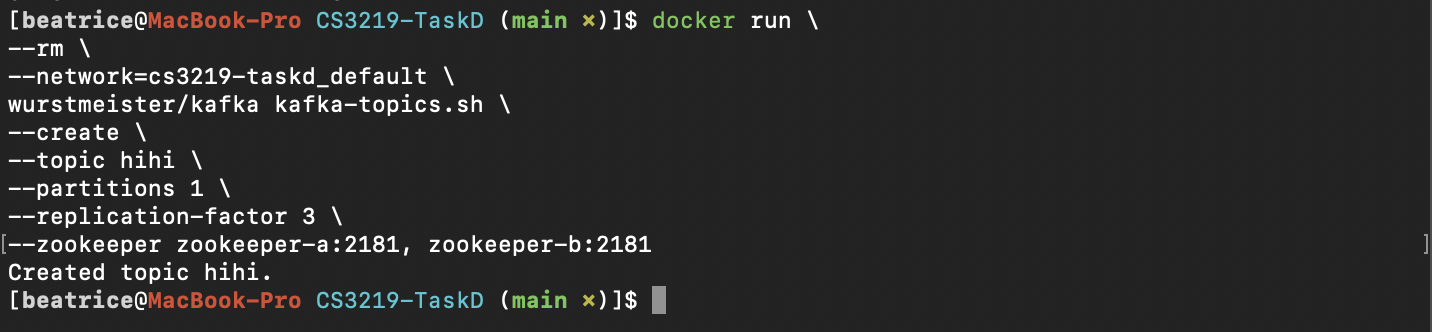 [beatrice@MacBook-Pro CS3219-TaskD (main ×)]$ docker run \
--rm \
--network=cs3219-taskd_default \
wurstmeister/kafka kafka-topics.sh \
--create \
--topic hihi \
--partitions 1 \
--replication-factor 3 \
[--zookeeper zookeeper-a:2181, zookeeper-b:2181 ]
Created topic hihi.
[beatrice@MacBook-Pro CS3219-TaskD (main ×)]$